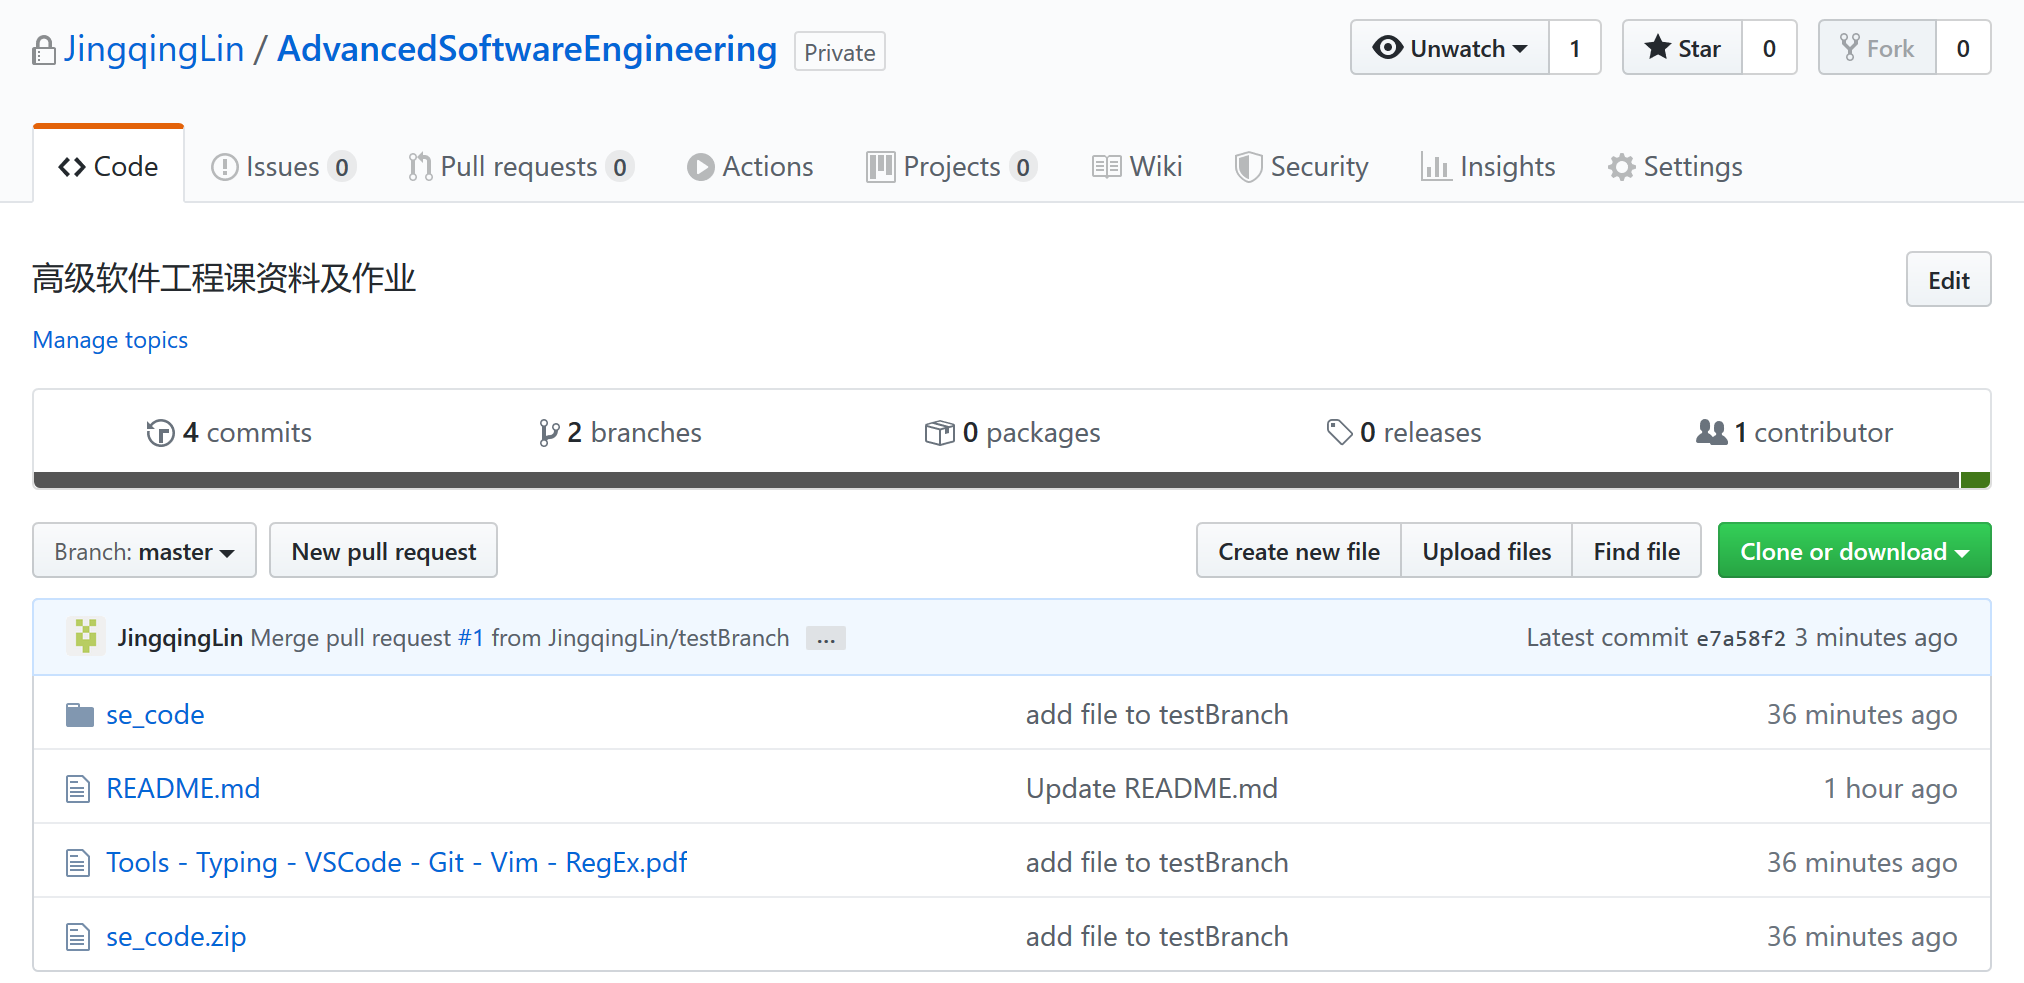 JingqingLin / AdvancedSoftwareEngineering Private Unwatch 1 Star 0 Fork 0
Code Issues 0 Pull requests 0 Actions Projects 0 Wiki Security Insights Settings
高级软件工程课资料及作业 Edit
Manage topics
4 commits 2 branches 0 packages 0 releases 1 contributor
Branch: master New pull request Create new file Upload files Find file Clone or download
JingqingLin Merge pull request #1 from JingqingLin/testBranch ... Latest commit e7a58f2 3 minutes ago
se_code add file to testBranch 36 minutes ago
README.md Update README.md 1 hour ago
Tools - Typing - VSCode - Git - Vim - RegEx.pdf add file to testBranch 36 minutes ago
se_code.zip add file to testBranch 36 minutes ago